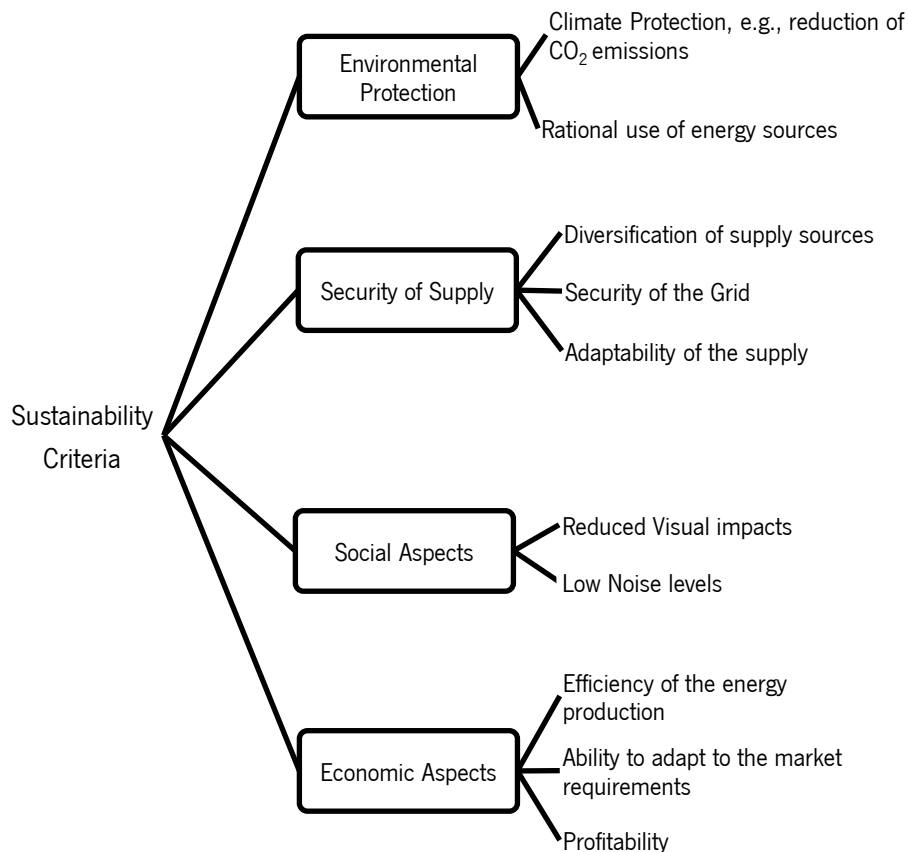 Sustainability
Criteria
Environmental
Protection
Climate Protection, e.g., reduction of
CO₂ emissions
Rational use of energy sources
Security of Supply
Diversification of supply sources
Security of the Grid
Adaptability of the supply
Social Aspects
Reduced Visual impacts
Low Noise levels
Economic Aspects
Efficiency of the energy
production
Ability to adapt to the market
requirements
Profitability